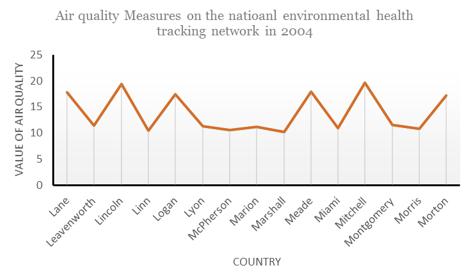 Air quality Measures on the natioanl environmental health
tracking network in 2004
VALUE OF AIR QUALITY
25
20
15
10
5
0
Lane
Leavenworth
Lincoln
Linn
Logan
Lyon
McPherson
Marion
Marshall
Meade
Miami
Mitchell
Montgomery
Morris
Morton
COUNTRY